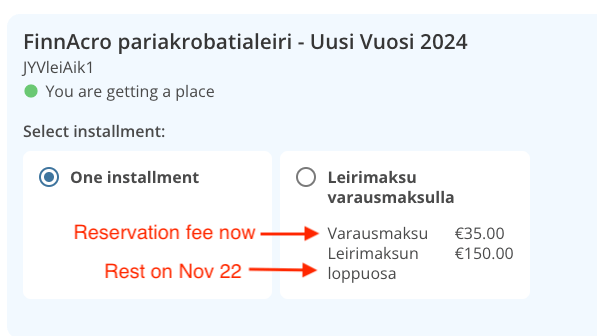 FinnAcro pariakrobatialeiri - Uusi Vuosi 2024
JYVleiAik1
You are getting a place
Select installment:
One installment
Leirimaksu
varausmaksulla
Reservation fee now
Varausmaksu €35.00
Leirimaksun €150.00
loppuosa
Rest on Nov 22